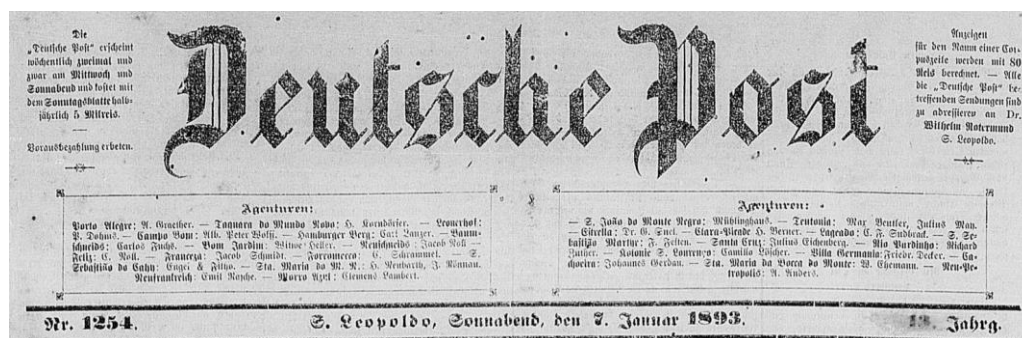 Die
„Deutsche Post“ erscheint
wöchentlich zweimal und
zwar am Mittwoch und
Sonnabend und kostet mit
dem Sonntagsblatte halb-
jährlich 5 Milreis.
Vorausbezahlung erbeten.
Deutsche Post
Anzeigen
für den Raum einer Cor-
puszeile werden mit 80
Reis berechnet. — Alle
die „Deutsche Post“ be-
treffenden Sendungen sind
zu adressieren an Dr.
Wilhelm Rotermund
S. Leopoldo.
Agenturen:
Porto Alegre: A. Graether. — Taquara do Mundo Novo: H. Korndörfer. — Leonerhof:
P. Dohms. — Campo Bom: Alb. Peter Wolff. — Hamburger Berg: Carl Panzer. — Baum-
schneids: Carlos Fuchs. — Bom Jardim: Witwe Heller. — Neuschneids: Jacob Noll —
Feliz: C. Noll. — Franceza: Jacob Schmidt. — Forromecco: C. Schrammel. — S.
Sebastião do Cahy: Engel & Filho. — Sta. Maria do M. N.: H. Neubarth, J.
Neufrankreich: Emil — Morro Azul: Clemens Lambert.
Agenturen:
— S. João do Monte Negro: Mühlinghaus. — Teutonia: Max Beutler, Julius May.
— Estrella: Dr. G. Snel. — Clara-Picade H. Berner. — Lageado: C. F. Sudbrack. — S. Se-
bastião Martyr: F. Felten. — Santa Cruz: Julius Eichenberg. — Rio Pardinho: Richard
Luther. — Kolonie S. Lourenço: Camillo Löscher. — Villa Germania: Friedr. Decker. — Ca-
choeira: Johannes Gerdau. — Sta. Maria da Bocca do Monte: W. Ehemann. — Neu-Pe-
tropolis: R. Anders.
Nr. 1254.
S. Leopoldo, Sonnabend, den 7. Januar 1893.
13. Jahrg.